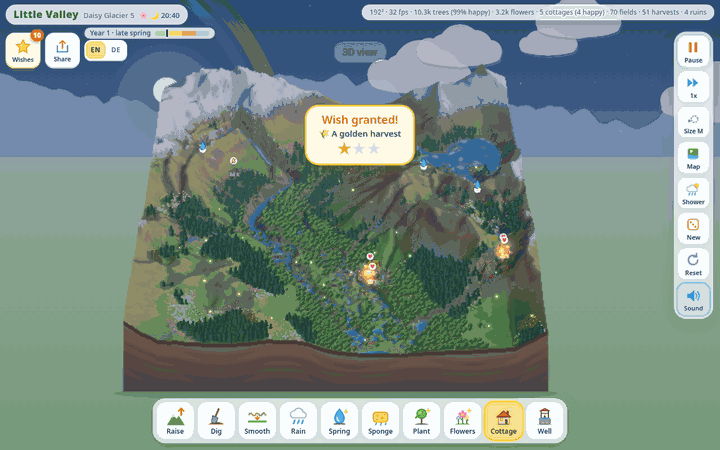 Little Valley Daisy Glacier 5 20:40
192² · 32 fps · 10.3k trees (99% happy) · 3.2k flowers · 5 cottages (4 happy) · 70 fields · 51 harvests · 4 ruins
10
Wishes
Share
Year 1 · late spring
EN DE
3D view
Wish granted!
A golden harvest
Pause
1x
Size M
Map
Shower
New
Reset
Sound
Raise
Dig
Smooth
Rain
Spring
Sponge
Plant
Flowers
Cottage
Well